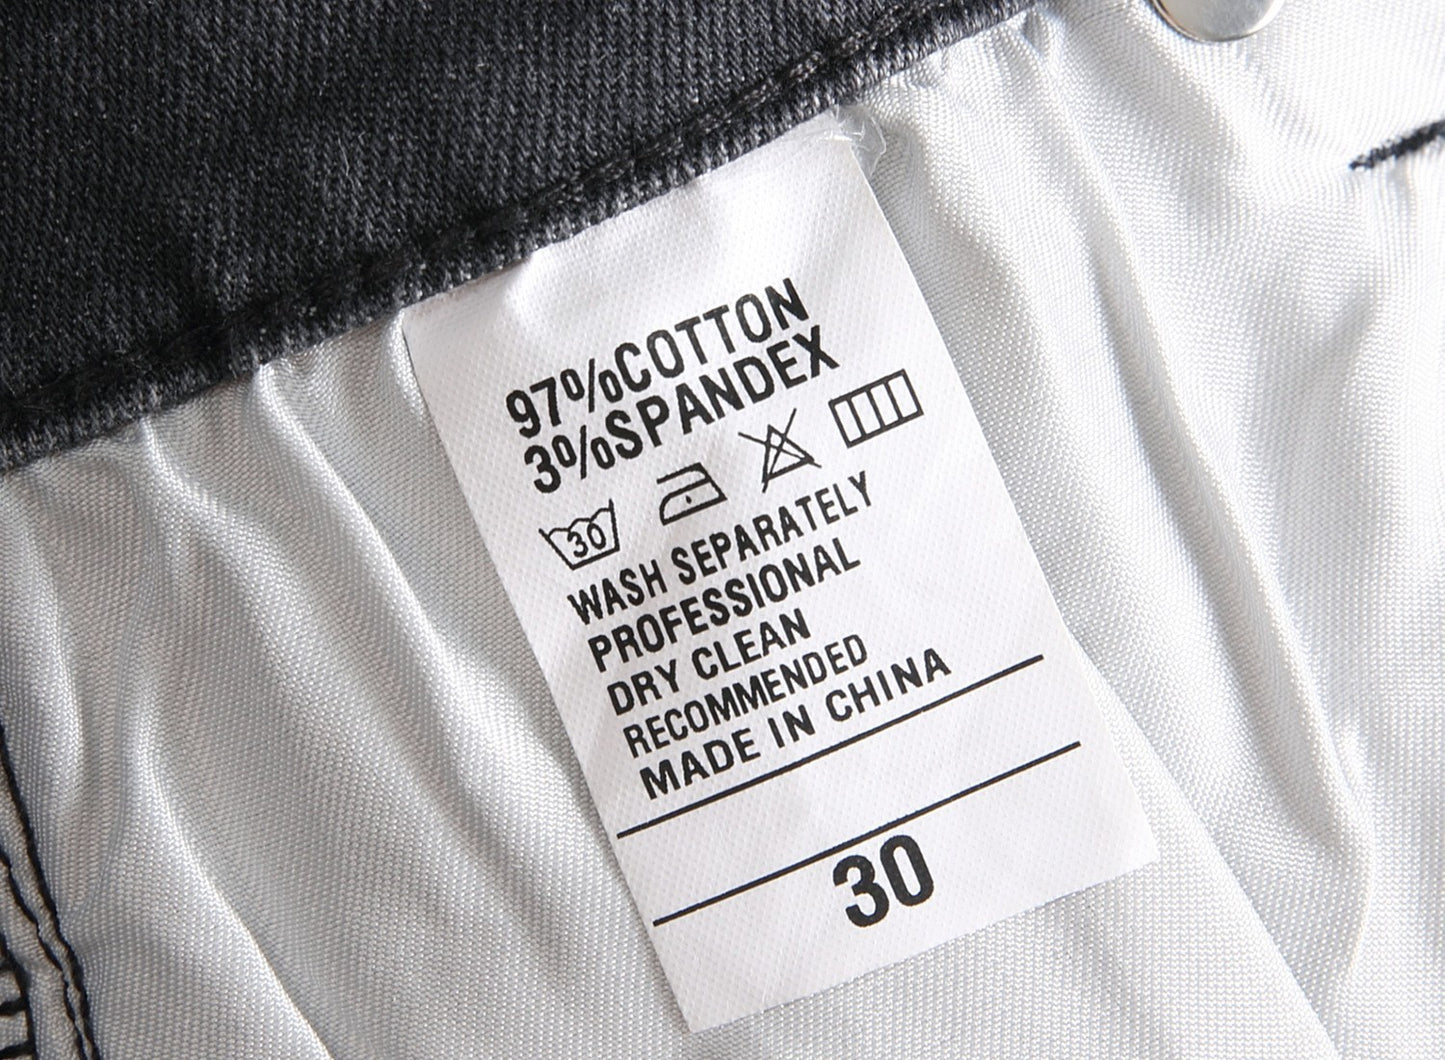 97%COTTON
3%SPANDEX
30
WASH SEPARATELY
PROFESSIONAL
DRY CLEAN
RECOMMENDED
MADE IN CHINA
30